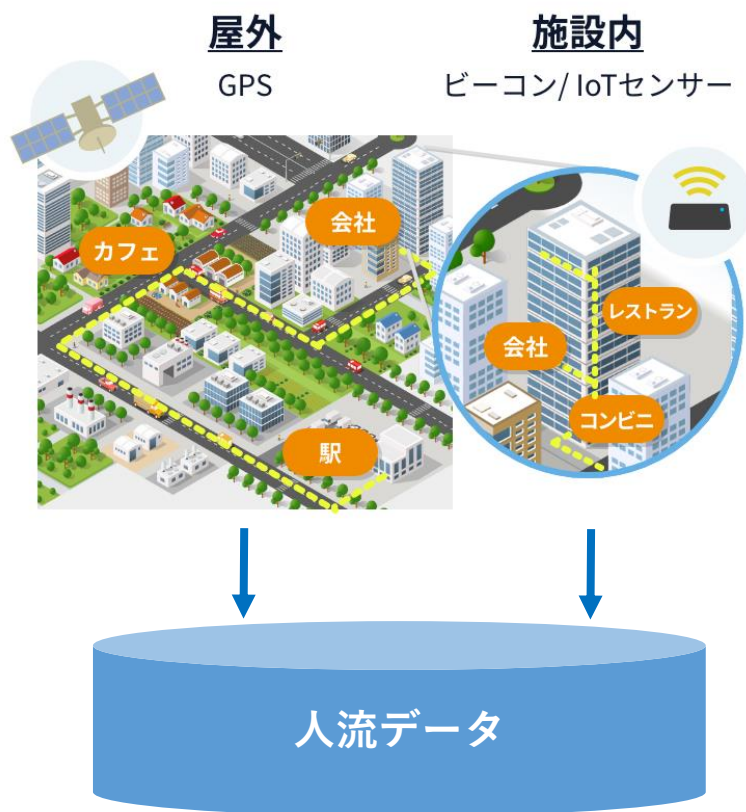 屋外
GPS
施設内
ビーコン/ IoTセンサー
カフェ
会社
駅
レストラン
会社
コンビニ
人流データ